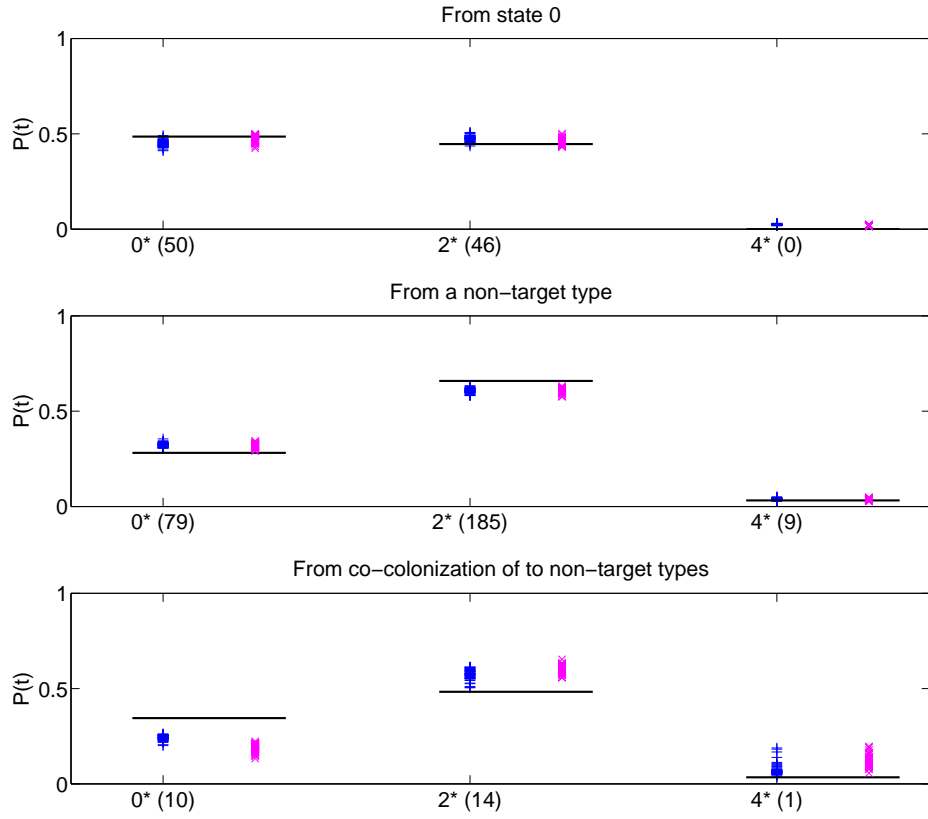 From state 0
1
0.5
0
P(t)
0* (50) 2* (46) 4* (0)
From a non−target type
1
0.5
0
P(t)
0* (79) 2* (185) 4* (9)
From co−colonization of to non−target types
1
0.5
0
P(t)
0* (10) 2* (14) 4* (1)